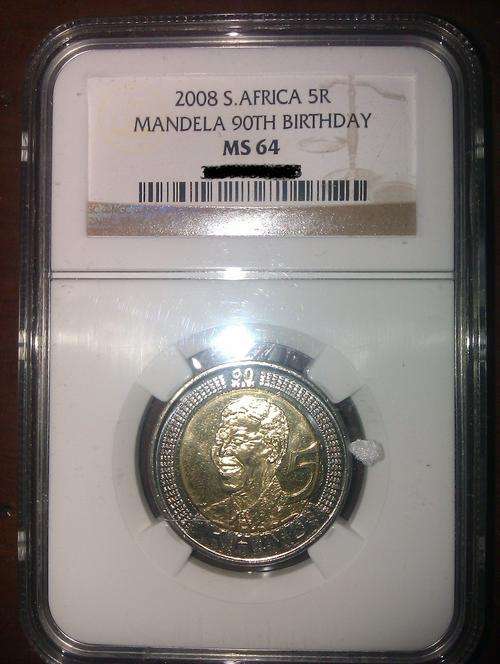 2008 S.AFRICA 5R
MANDELA 90TH BIRTHDAY
MS 64
90
5